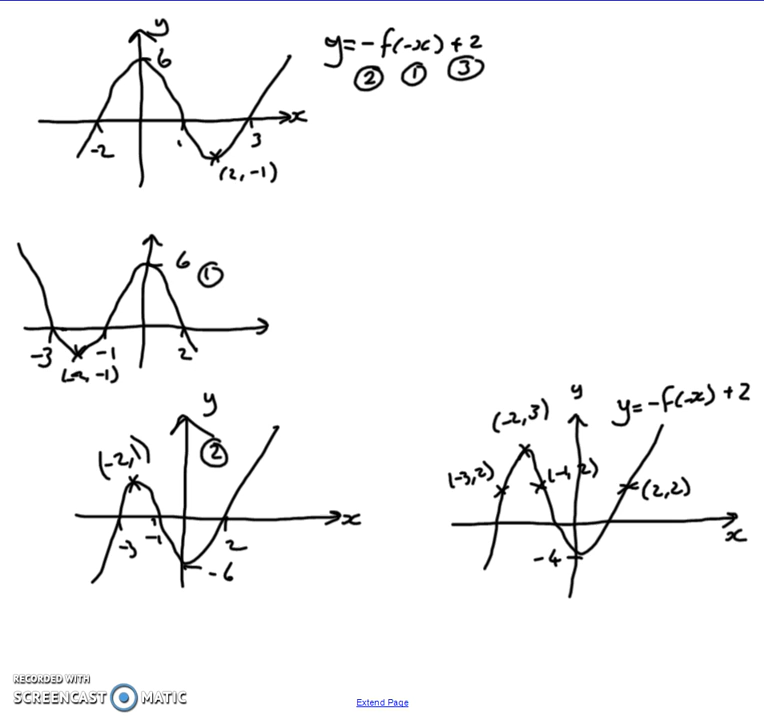 y
y=-f(-x)+2
② ① ③
6
x
-2
1
3
(2,-1)
6
①
-3
-1
2
(-2,-1)
y
②
(-2,1)
x
-3
-1
2
-6
y
y=-f(-x)+2
(-2,3)
(-3,2)
(-1,2)
(2,2)
-4
x
RECORDED WITH
SCREENCAST MATIC
Extend Page